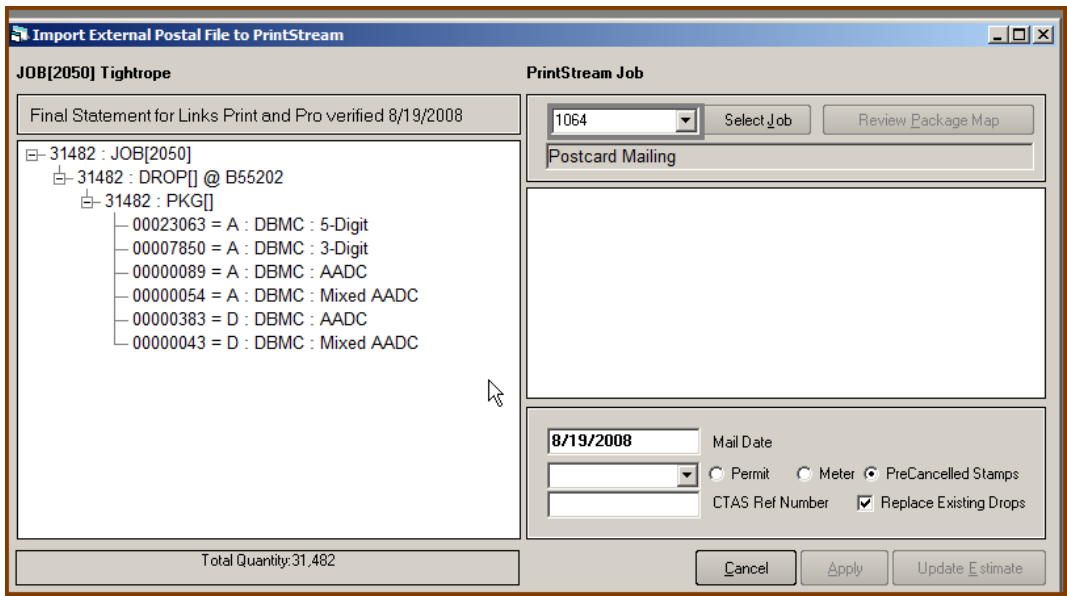 Import External Postal File to PrintStream
JOB[2050] Tightrope
Final Statement for Links Print and Pro verified 8/19/2008
31482 : JOB[2050]
31482 : DROP[] @ B55202
31482 : PKG[]
00023063 = A : DBMC : 5-Digit
00007850 = A : DBMC : 3-Digit
00000089 = A : DBMC : AADC
00000054 = A : DBMC : Mixed AADC
00000383 = D : DBMC : AADC
00000043 = D : DBMC : Mixed AADC
Total Quantity:31,482
PrintStream Job
1064 Select Job Review Package Map
Postcard Mailing
8/19/2008 Mail Date
Permit Meter PreCancelled Stamps
CTAS Ref Number Replace Existing Drops
Cancel Apply Update Estimate